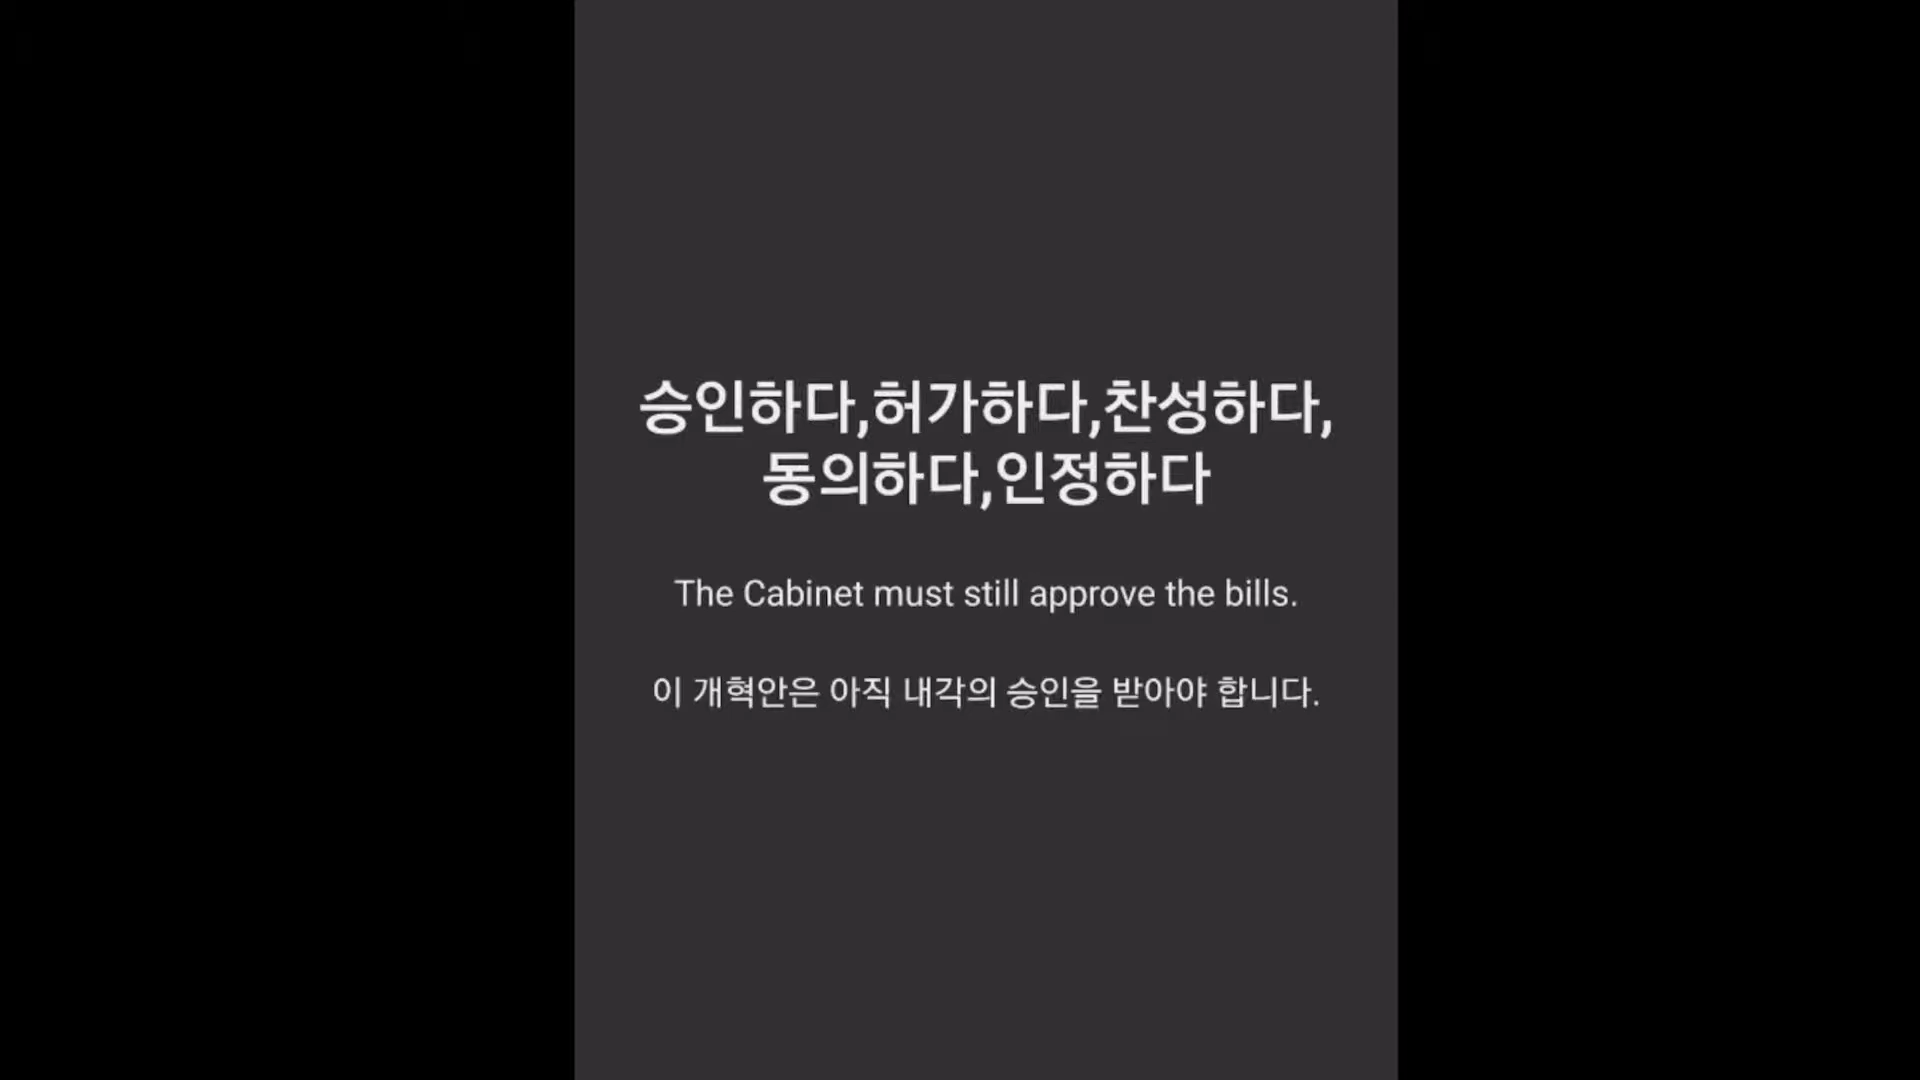 승인하다,허가하다,찬성하다,
동의하다,인정하다
The Cabinet must still approve the bills.
이 개혁안은 아직 내각의 승인을 받아야 합니다.